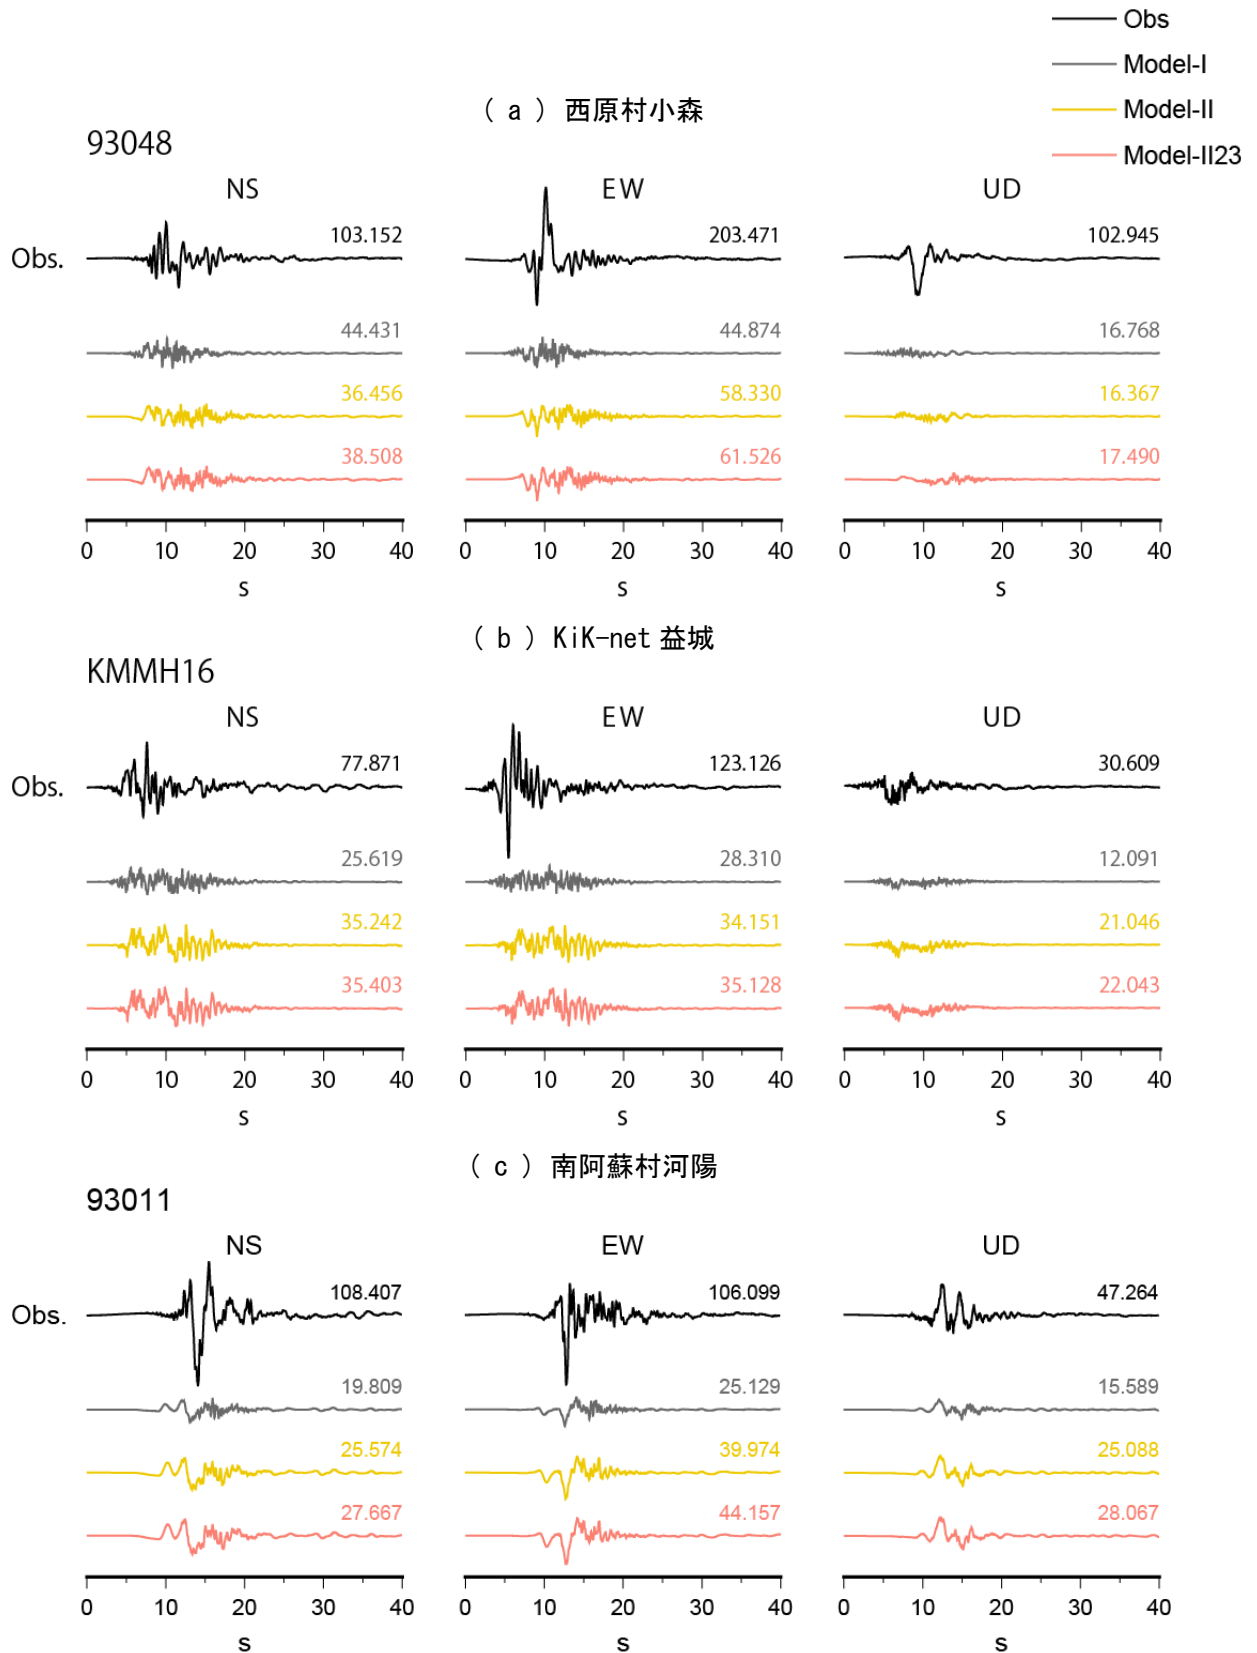 Obs
Model-I
Model-II
Model-II23
( a ) 西原村小森
93048
NS EW UD
Obs. 103.152 203.471 102.945
44.431 44.874 16.768
36.456 58.330 16.367
38.508 61.526 17.490
0 10 20 30 40 0 10 20 30 40 0 10 20 30 40
s s s
( b ) KiK-net 益城
KMMH16
NS EW UD
Obs. 77.871 123.126 30.609
25.619 28.310 12.091
35.242 34.151 21.046
35.403 35.128 22.043
0 10 20 30 40 0 10 20 30 40 0 10 20 30 40
s s s
( c ) 南阿蘇村河陽
93011
NS EW UD
Obs. 108.407 106.099 47.264
19.809 25.129 15.589
25.574 39.974 25.088
27.667 44.157 28.067
0 10 20 30 40 0 10 20 30 40 0 10 20 30 40
s s s